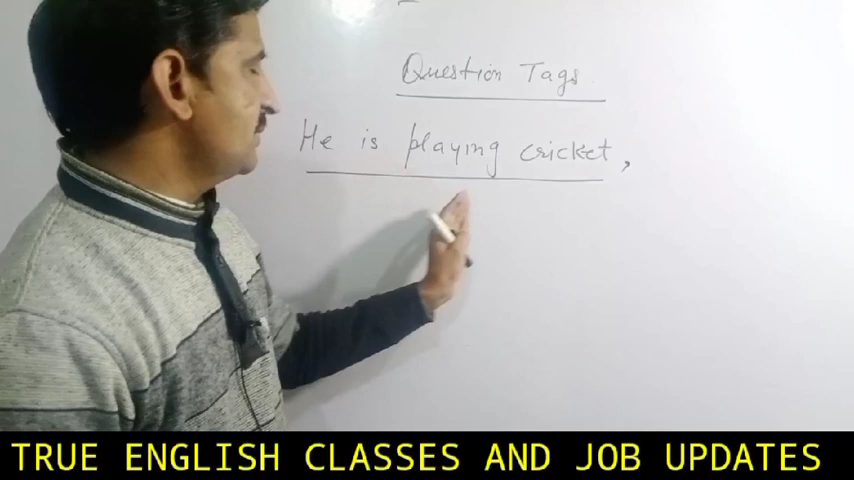 Question Tags.
He is playing cricket,
TRUE ENGLISH CLASSES AND JOB UPDATES